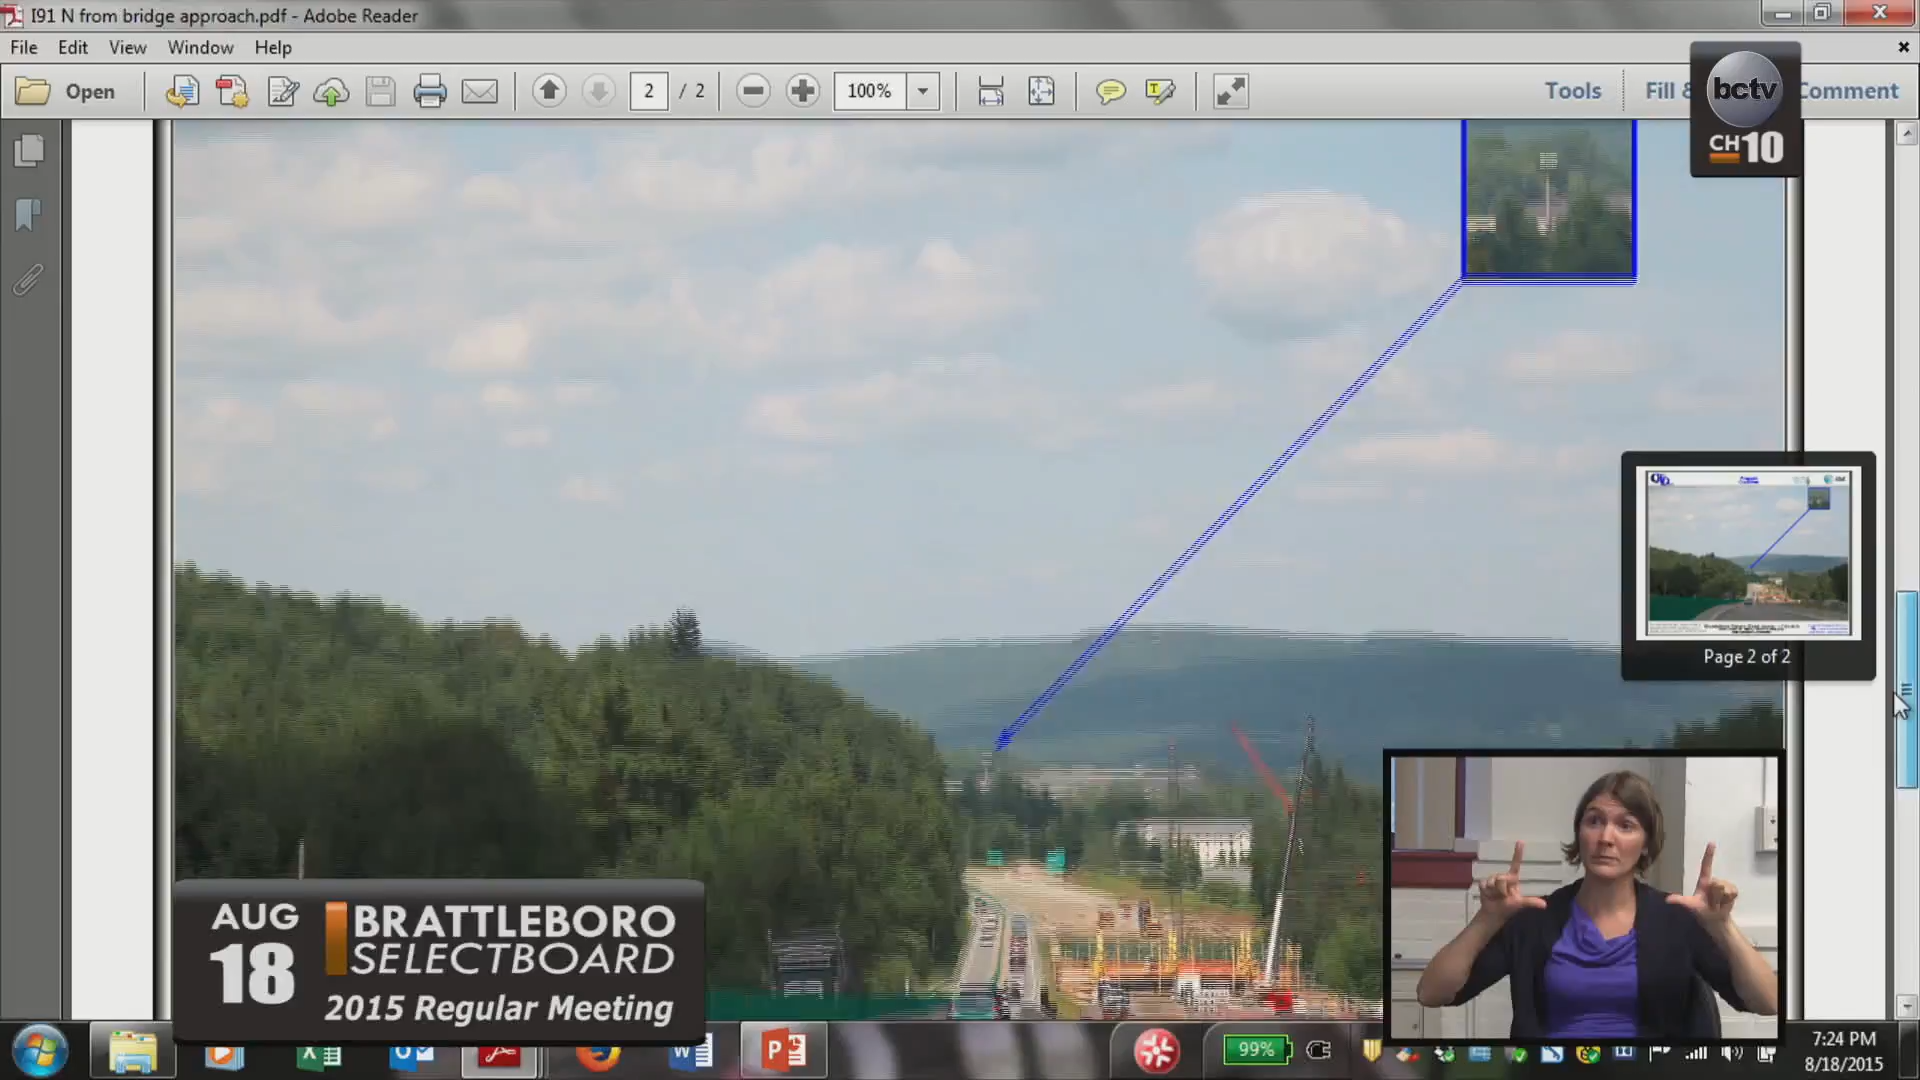 I91 N from bridge approach.pdf - Adobe Reader
File Edit View Window Help
Open 2 / 2 100% Tools Fill & Comment
bctv
CH 10
Page 2 of 2
AUG
18
BRATTLEBORO
SELECTBOARD
2015 Regular Meeting
99%
7:24 PM
8/18/2015